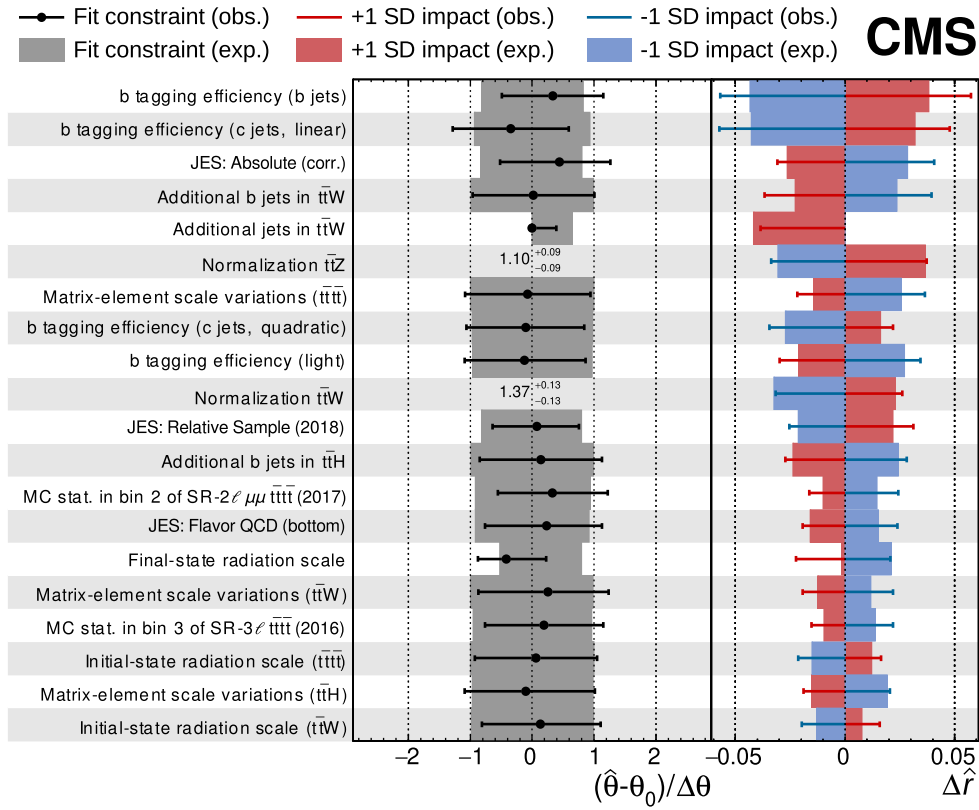 Fit constraint (obs.) +1 SD impact (obs.) -1 SD impact (obs.) CMS
Fit constraint (exp.) +1 SD impact (exp.) -1 SD impact (exp.)
b tagging efficiency (b jets)
b tagging efficiency (c jets, linear)
JES: Absolute (corr.)
Additional b jets in tt̄W
Additional jets in tt̄W
Normalization tt̄Z 1.10 +0.09 −0.09
Matrix-element scale variations (tt̄tt̄)
b tagging efficiency (c jets, quadratic)
b tagging efficiency (light)
Normalization tt̄W 1.37 +0.13 −0.13
JES: Relative Sample (2018)
Additional b jets in tt̄H
MC stat. in bin 2 of SR-2ℓ μμ tt̄tt̄ (2017)
JES: Flavor QCD (bottom)
Final-state radiation scale
Matrix-element scale variations (tt̄W)
MC stat. in bin 3 of SR-3ℓ tt̄tt̄ (2016)
Initial-state radiation scale (tt̄tt̄)
Matrix-element scale variations (tt̄H)
Initial-state radiation scale (tt̄W)
−2 −1 0 1 2 −0.05 0 0.05
(θ̂-θ₀)/Δθ Δr̂